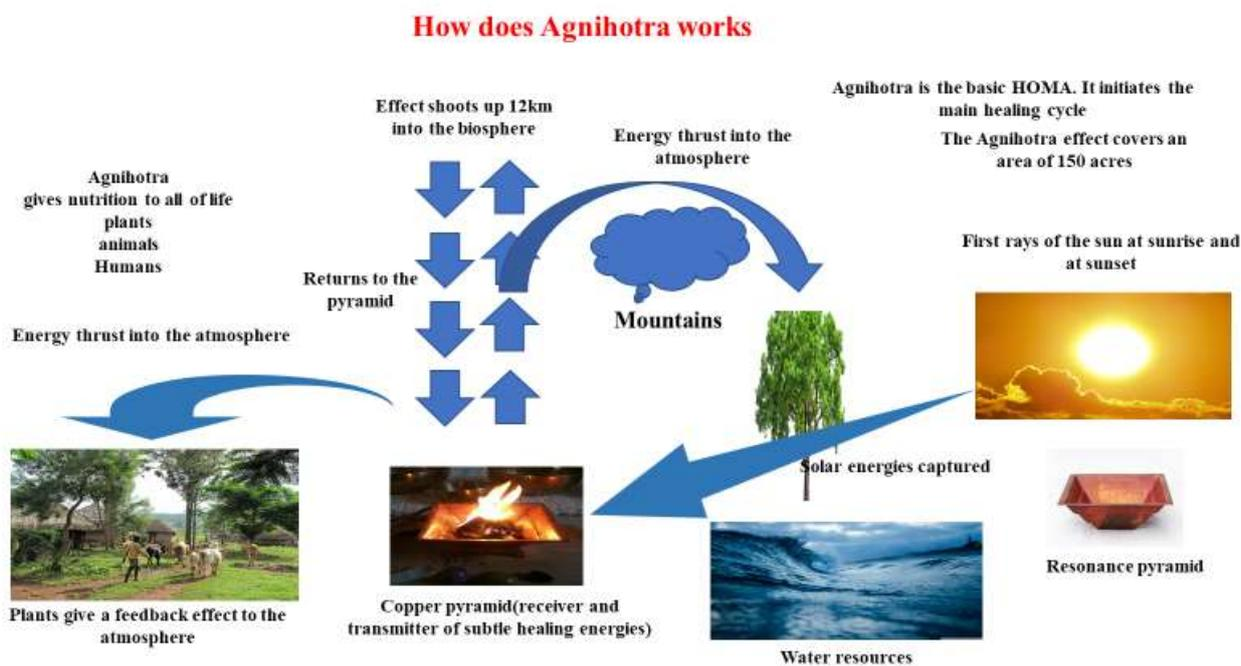 How does Agnihotra works
Effect shoots up 12km
into the biosphere
Energy thrust into the
atmosphere
Agnihotra is the basic HOMA. It initiates the
main healing cycle
The Agnihotra effect covers an
area of 150 acres
Agnihotra
gives nutrition to all of life
plants
animals
Humans
Returns to the
pyramid
Mountains
First rays of the sun at sunrise and
at sunset
Energy thrust into the atmosphere
Solar energies captured
Resonance pyramid
Plants give a feedback effect to the
atmosphere
Copper pyramid(receiver and
transmitter of subtle healing energies)
Water resources